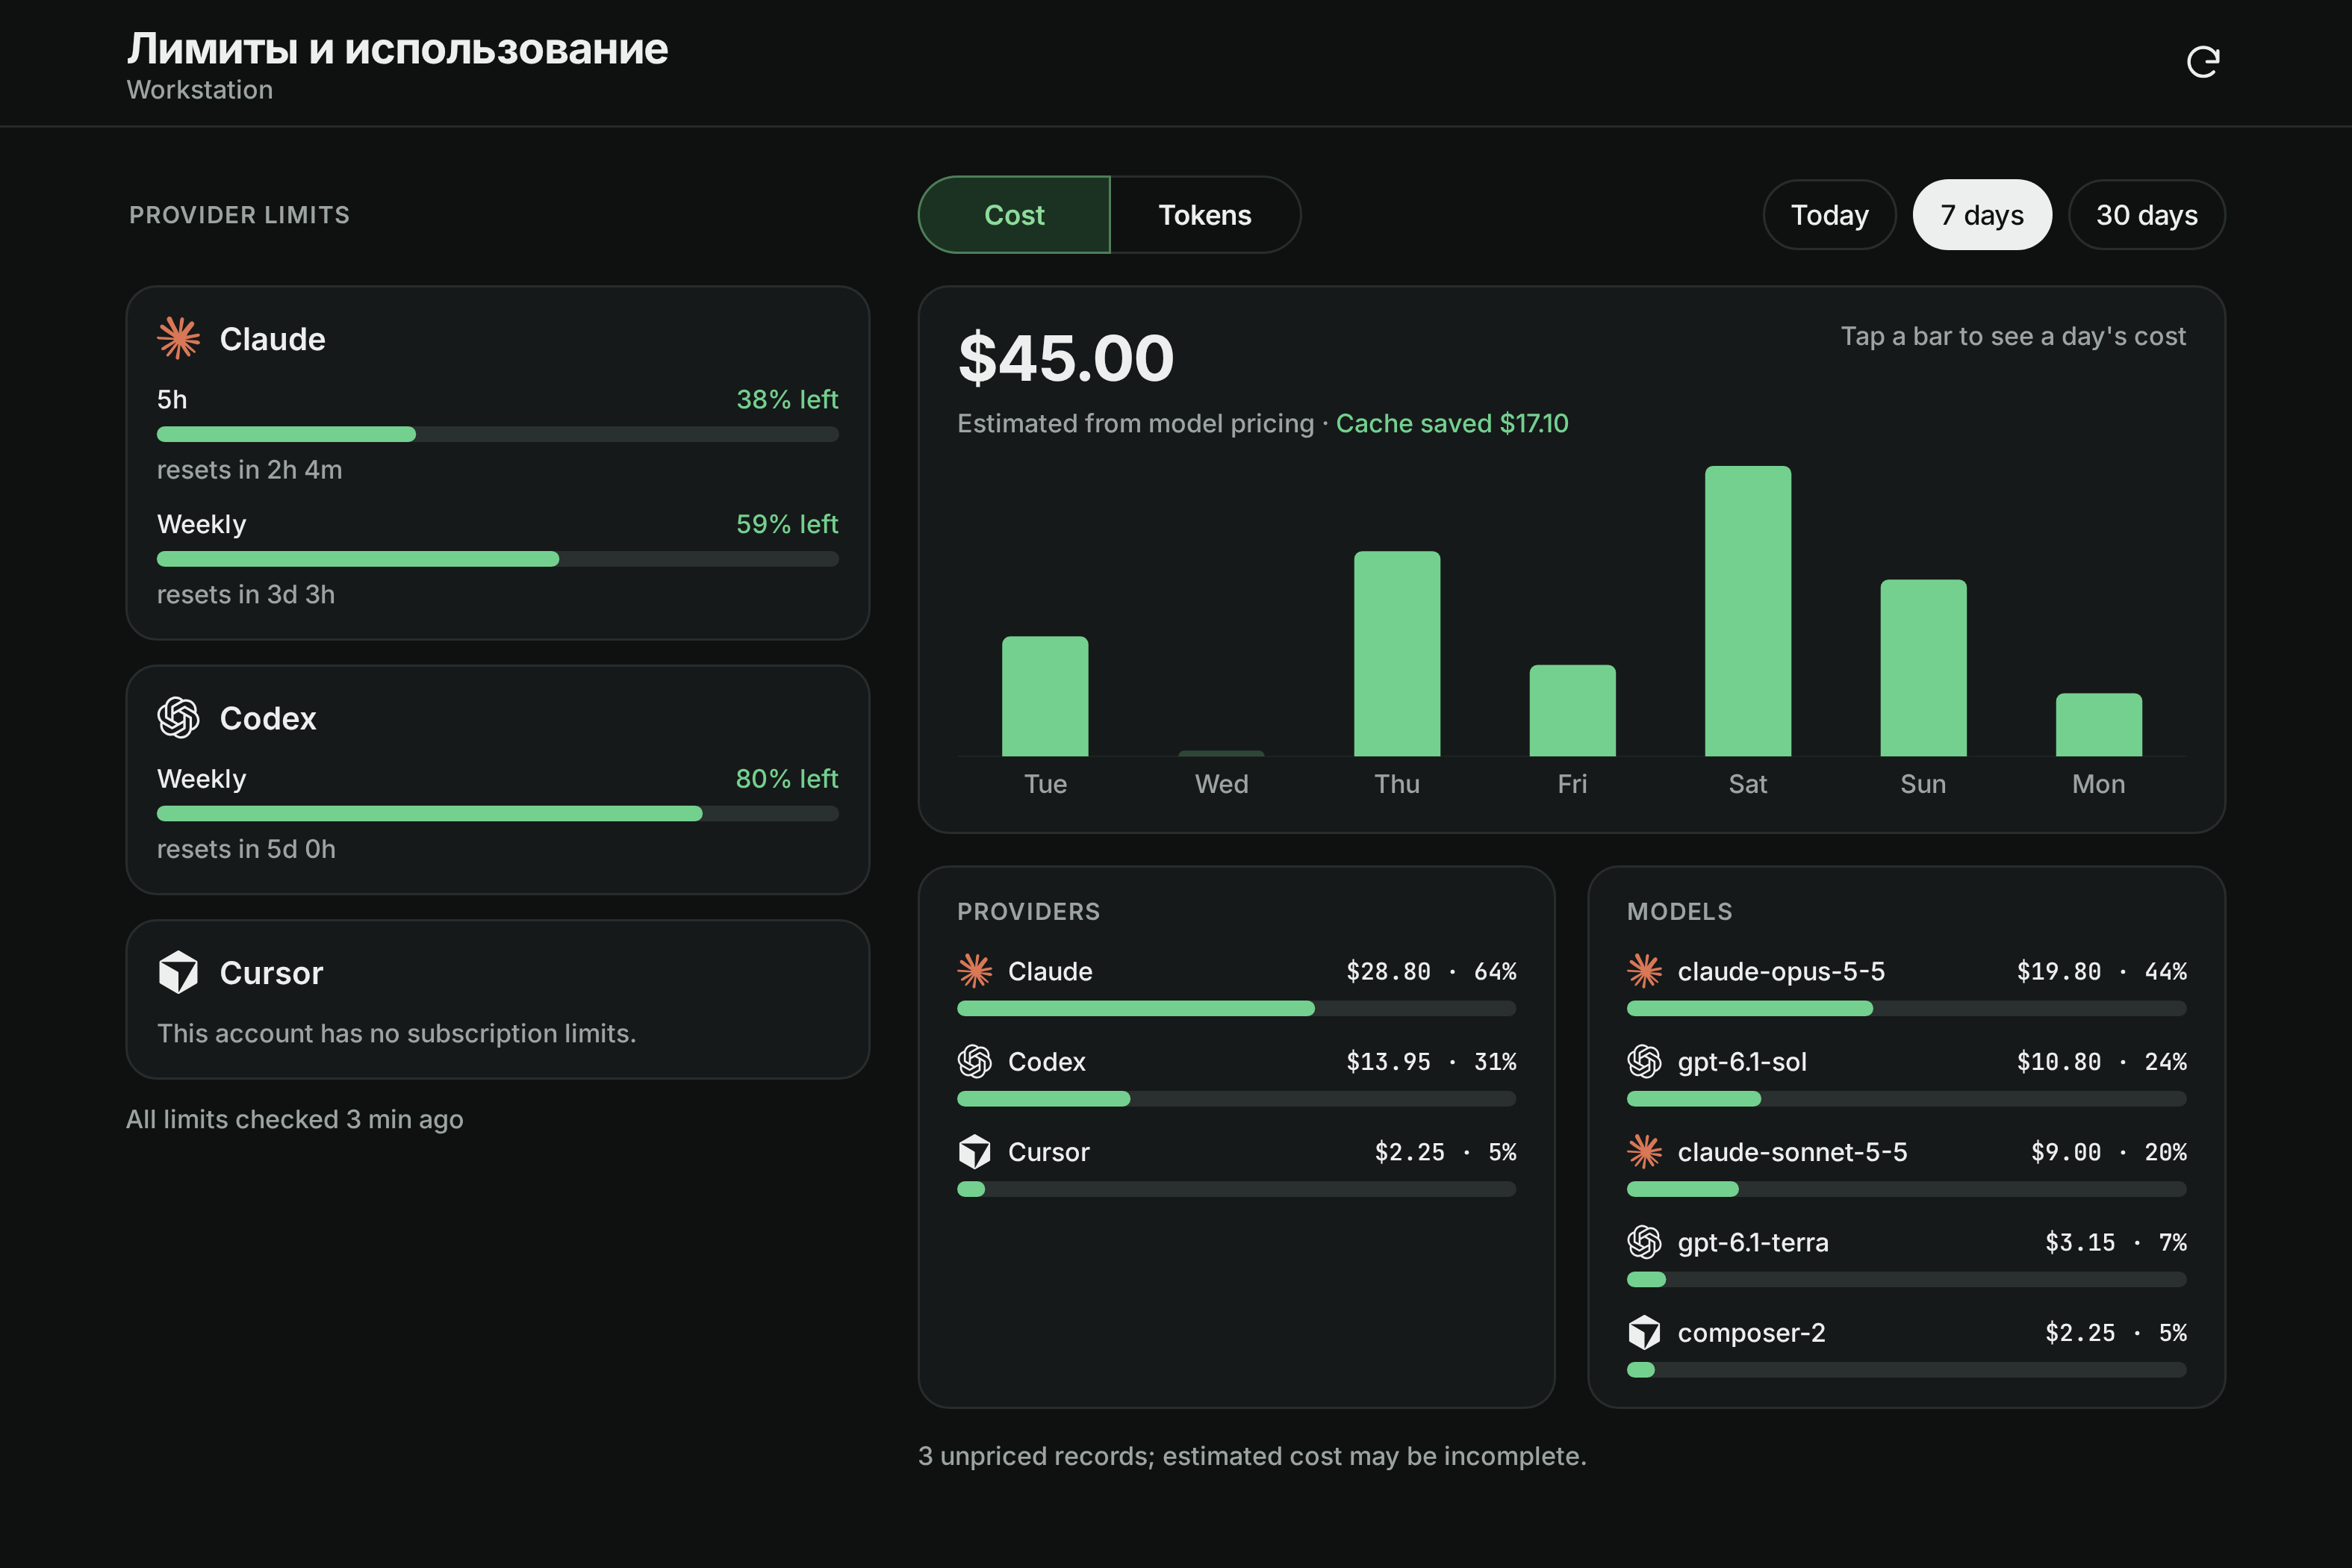 Лимиты и использование
Workstation
PROVIDER LIMITS
Claude
5h 38% left
resets in 2h 4m
Weekly 59% left
resets in 3d 3h
Codex
Weekly 80% left
resets in 5d 0h
Cursor
This account has no subscription limits.
All limits checked 3 min ago
Cost Tokens
Today 7 days 30 days
$45.00
Tap a bar to see a day's cost
Estimated from model pricing · Cache saved $17.10
Tue Wed Thu Fri Sat Sun Mon
PROVIDERS
Claude $28.80 · 64%
Codex $13.95 · 31%
Cursor $2.25 · 5%
MODELS
claude-opus-5-5 $19.80 · 44%
gpt-6.1-sol $10.80 · 24%
claude-sonnet-5-5 $9.00 · 20%
gpt-6.1-terra $3.15 · 7%
composer-2 $2.25 · 5%
3 unpriced records; estimated cost may be incomplete.